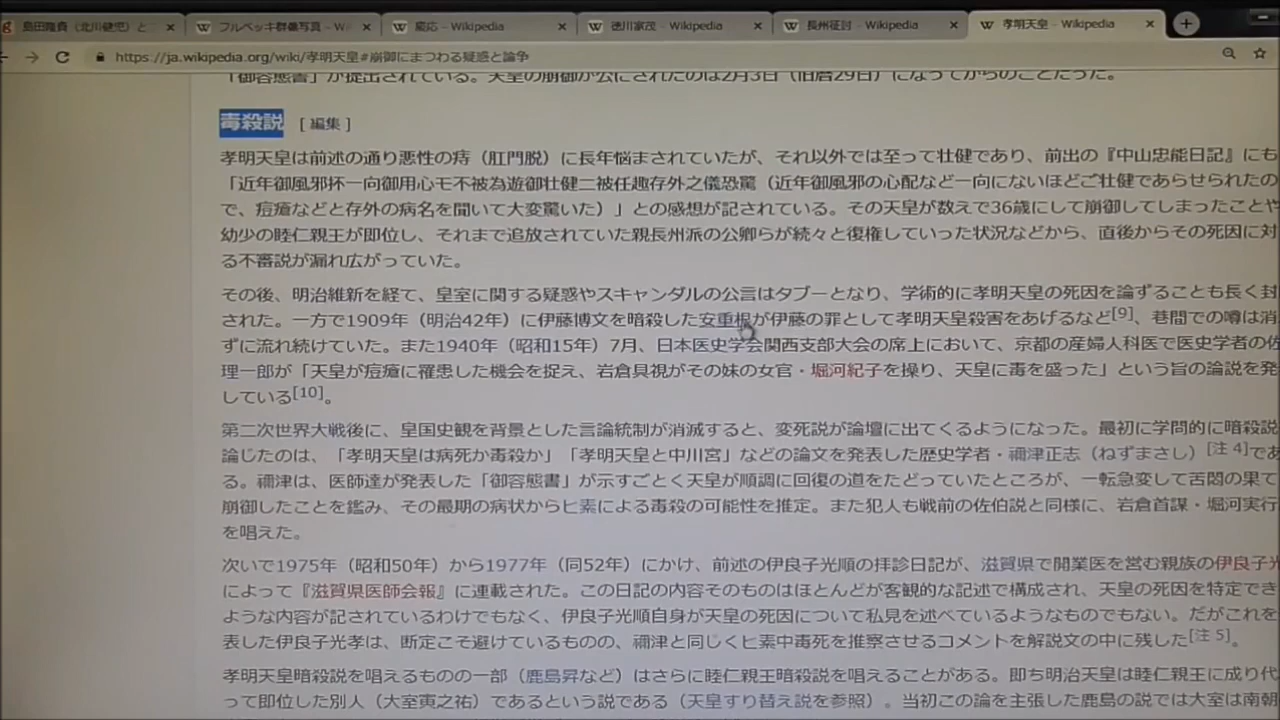 島田隆資（北川健児）と
フルベッキ群像写真 - Wi
慶応 - Wikipedia
徳川家茂 - Wikipedia
長州征討 - Wikipedia
孝明天皇 - Wikipedia
https://ja.wikipedia.org/wiki/孝明天皇#崩御にまつわる疑惑と論争
「御容態書」が提出されている。天皇の崩御が公にされたのは2月3日（旧暦29日）になってからのことだった。
毒殺説 [ 編集 ]
孝明天皇は前述の通り悪性の痔（肛門脱）に長年悩まされていたが、それ以外では至って壮健であり、前出の『中山忠能日記』にも
「近年御風邪抔一向御用心モ不被為遊御壮健ニ被任趣存外之儀恐驚（近年御風邪の心配など一向にないほどご壮健であらせられたの
で、痘瘡などと存外の病名を聞いて大変驚いた）」との感想が記されている。その天皇が数えで36歳にして崩御してしまったことや
幼少の睦仁親王が即位し、それまで追放されていた親長州派の公卿らが続々と復権していった状況などから、直後からその死因に対
る不審説が漏れ広がっていた。
その後、明治維新を経て、皇室に関する疑惑やスキャンダルの公言はタブーとなり、学術的に孝明天皇の死因を論ずることも長く封
された。一方で1909年（明治42年）に伊藤博文を暗殺した安重根が伊藤の罪として孝明天皇殺害をあげるなど[9]、巷間での噂は消
ずに流れ続けていた。また1940年（昭和15年）7月、日本医史学会関西支部大会の席上において、京都の産婦人科医で医史学者の佐
理一郎が「天皇が痘瘡に罹患した機会を捉え、岩倉具視がその妹の女官・堀河紀子を操り、天皇に毒を盛った」という旨の論説を発
している[10]。
第二次世界大戦後に、皇国史観を背景とした言論統制が消滅すると、変死説が論壇に出てくるようになった。最初に学問的に暗殺説
論じたのは、「孝明天皇は病死か毒殺か」「孝明天皇と中川宮」などの論文を発表した歴史学者・禰津正志（ねずまさし）[注 4]であ
る。禰津は、医師達が発表した「御容態書」が示すごとく天皇が順調に回復の道をたどっていたところが、一転急変して苦悶の果て
崩御したことを鑑み、その最期の病状からヒ素による毒殺の可能性を推定。また犯人も戦前の佐伯説と同様に、岩倉首謀・堀河実行
を唱えた。
次いで1975年（昭和50年）から1977年（同52年）にかけ、前述の伊良子光順の拝診日記が、滋賀県で開業医を営む親族の伊良子光
によって『滋賀県医師会報』に連載された。この日記の内容そのものはほとんどが客観的な記述で構成され、天皇の死因を特定でき
ような内容が記されているわけでもなく、伊良子光順自身が天皇の死因について私見を述べているようなものでもない。だがこれを
表した伊良子光孝は、断定こそ避けているものの、禰津と同じくヒ素中毒死を推察させるコメントを解説文の中に残した[注 5]。
孝明天皇暗殺説を唱えるものの一部（鹿島昇など）はさらに睦仁親王暗殺説を唱えることがある。即ち明治天皇は睦仁親王に成り代
って即位した別人（大室寅之祐）であるという説である（天皇すり替え説を参照）。当初この論を主張した鹿島の説では大室は南朝